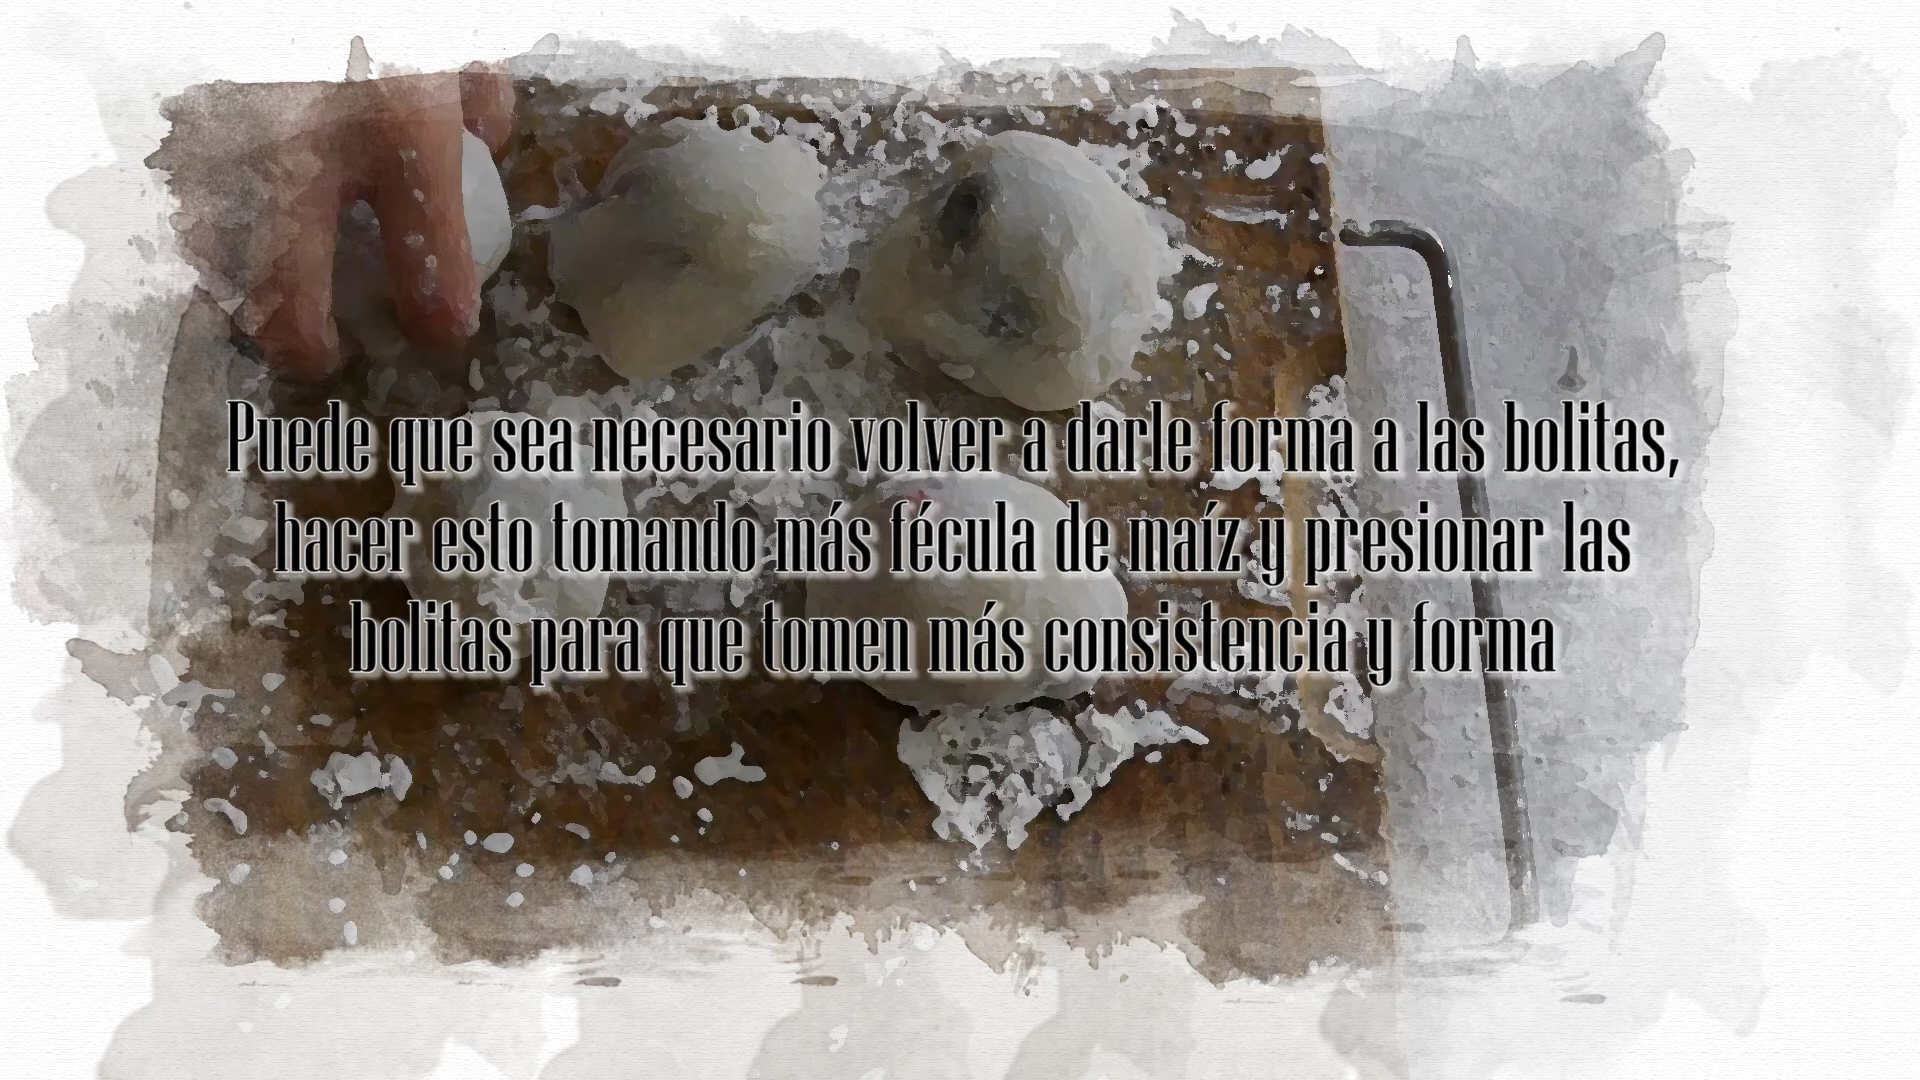 Puede que sea necesario volver a darle forma a las bolitas,
hacer esto tomando más fécula de maíz y presionar las
bolitas para que tomen más consistencia y forma